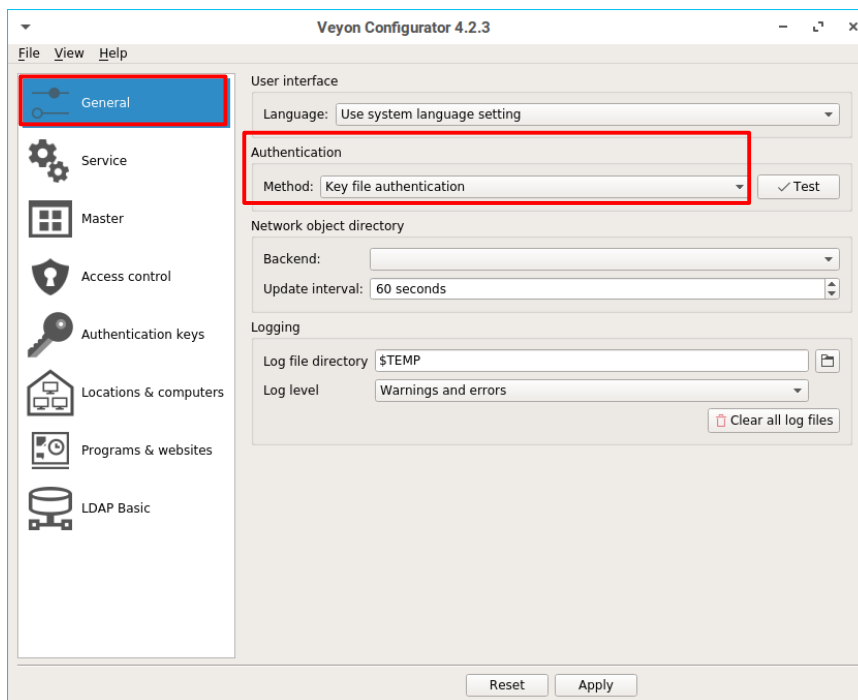 Veyon Configurator 4.2.3
File View Help
General
Service
Master
Access control
Authentication keys
Locations & computers
Programs & websites
LDAP Basic
User interface
Language: Use system language setting
Authentication
Method: Key file authentication Test
Network object directory
Backend:
Update interval: 60 seconds
Logging
Log file directory $TEMP
Log level Warnings and errors
Clear all log files
Reset Apply